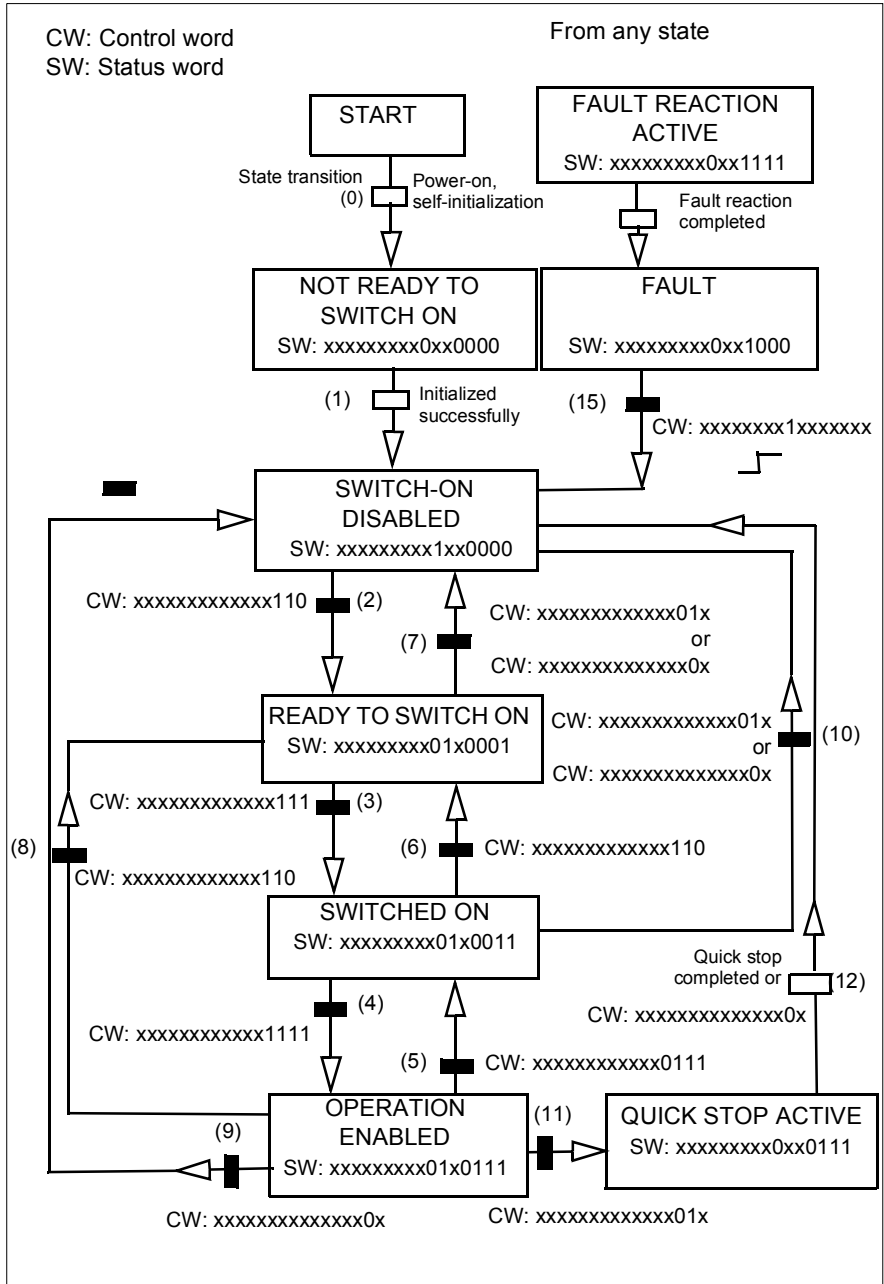 CW: Control word
SW: Status word
From any state
START
FAULT REACTION
ACTIVE
SW: xxxxxxxxx0xx1111
State transition
(0)
Power-on,
self-initialization
Fault reaction
completed
NOT READY TO
SWITCH ON
SW: xxxxxxxxx0xx0000
FAULT
SW: xxxxxxxxx0xx1000
(1)
Initialized
successfully
(15)
CW: xxxxxxxx1xxxxxxx
SWITCH-ON
DISABLED
SW: xxxxxxxxx1xx0000
CW: xxxxxxxxxxxxx110
(2)
(7)
CW: xxxxxxxxxxxxxx01x
or
CW: xxxxxxxxxxxxxx0x
READY TO SWITCH ON
SW: xxxxxxxxx01x0001
CW: xxxxxxxxxxxxx01x
or
CW: xxxxxxxxxxxxxx0x
(10)
CW: xxxxxxxxxxxxx111
(3)
(8)
(6)
CW: xxxxxxxxxxxxx110
CW: xxxxxxxxxxxxx110
SWITCHED ON
SW: xxxxxxxxx01x0011
Quick stop
completed or
(12)
CW: xxxxxxxxxxxxxx0x
(4)
CW: xxxxxxxxxxxx1111
(5)
CW: xxxxxxxxxxxx0111
OPERATION
ENABLED
SW: xxxxxxxxx01x0111
(9)
(11)
QUICK STOP ACTIVE
SW: xxxxxxxxx0xx0111
CW: xxxxxxxxxxxxxx0x
CW: xxxxxxxxxxxxx01x